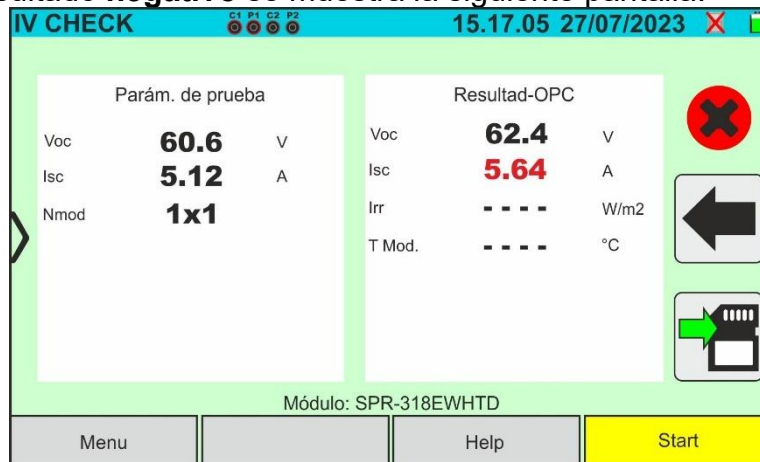 IV CHECK C1 P1 C2 P2 15.17.05 27/07/2023
Parám. de prueba
Voc 60.6 V
Isc 5.12 A
Nmod 1x1
Resultad-OPC
Voc 62.4 V
Isc 5.64 A
Irr - - - - W/m2
T Mod. - - - - °C
Módulo: SPR-318EWHTD
Menu Help Start